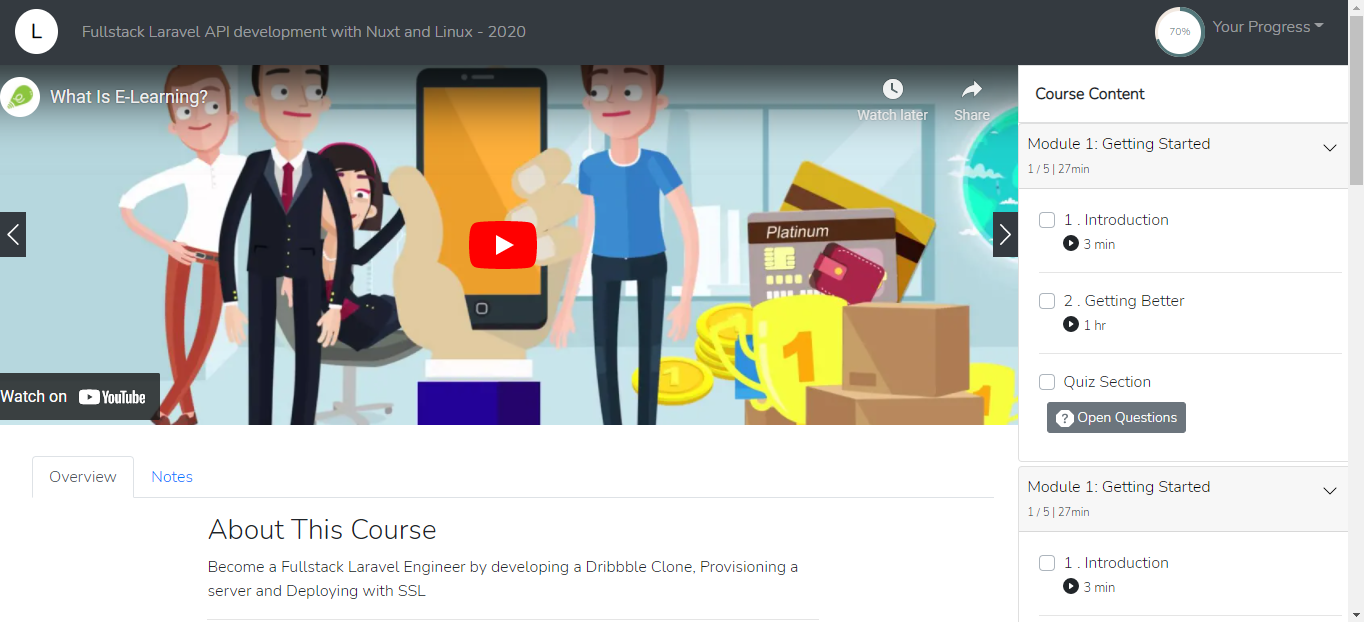 L
Fullstack Laravel API development with Nuxt and Linux - 2020
70%
Your Progress
What Is E-Learning?
Watch later
Share
Platinum
1
1
1
Watch on YouTube
Overview
Notes
About This Course
Become a Fullstack Laravel Engineer by developing a Dribbble Clone, Provisioning a
server and Deploying with SSL
Course Content
Module 1: Getting Started
1 / 5 | 27min
1 . Introduction
3 min
2 . Getting Better
1 hr
Quiz Section
? Open Questions
Module 1: Getting Started
1 / 5 | 27min
1 . Introduction
3 min